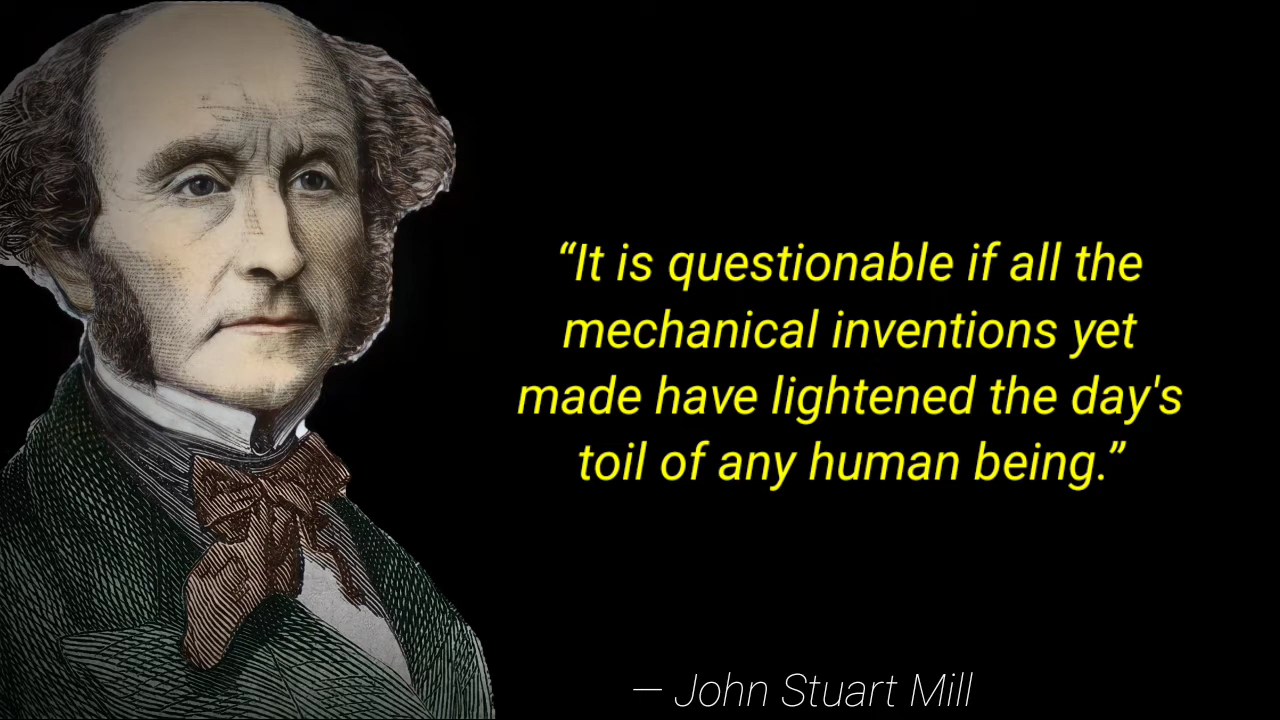 “It is questionable if all the
mechanical inventions yet
made have lightened the day's
toil of any human being.”
— John Stuart Mill